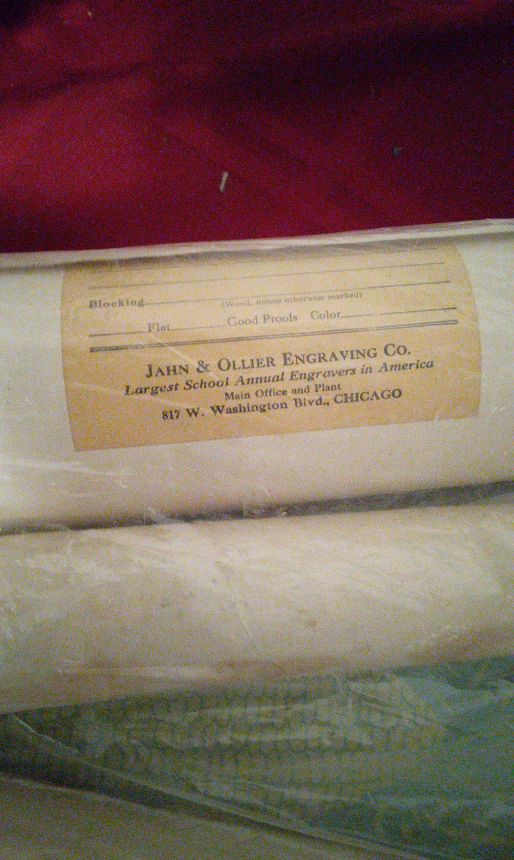 Blocking (Wood, unless otherwise marked)
Flat Good Proofs Color
JAHN & OLLIER ENGRAVING CO.
Largest School Annual Engravers in America
Main Office and Plant
817 W. Washington Blvd., CHICAGO